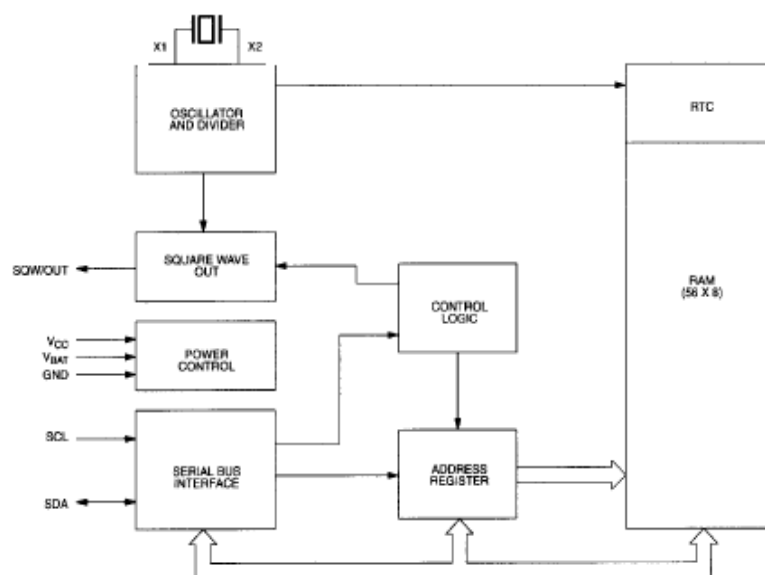 X1
X2
OSCILLATOR
AND DIVIDER
RTC
SQW/OUT
SQUARE WAVE
OUT
RAM
(56 X 8)
CONTROL
LOGIC
VCC
VBAT
GND
POWER
CONTROL
SCL
SERIAL BUS
INTERFACE
SDA
ADDRESS
REGISTER